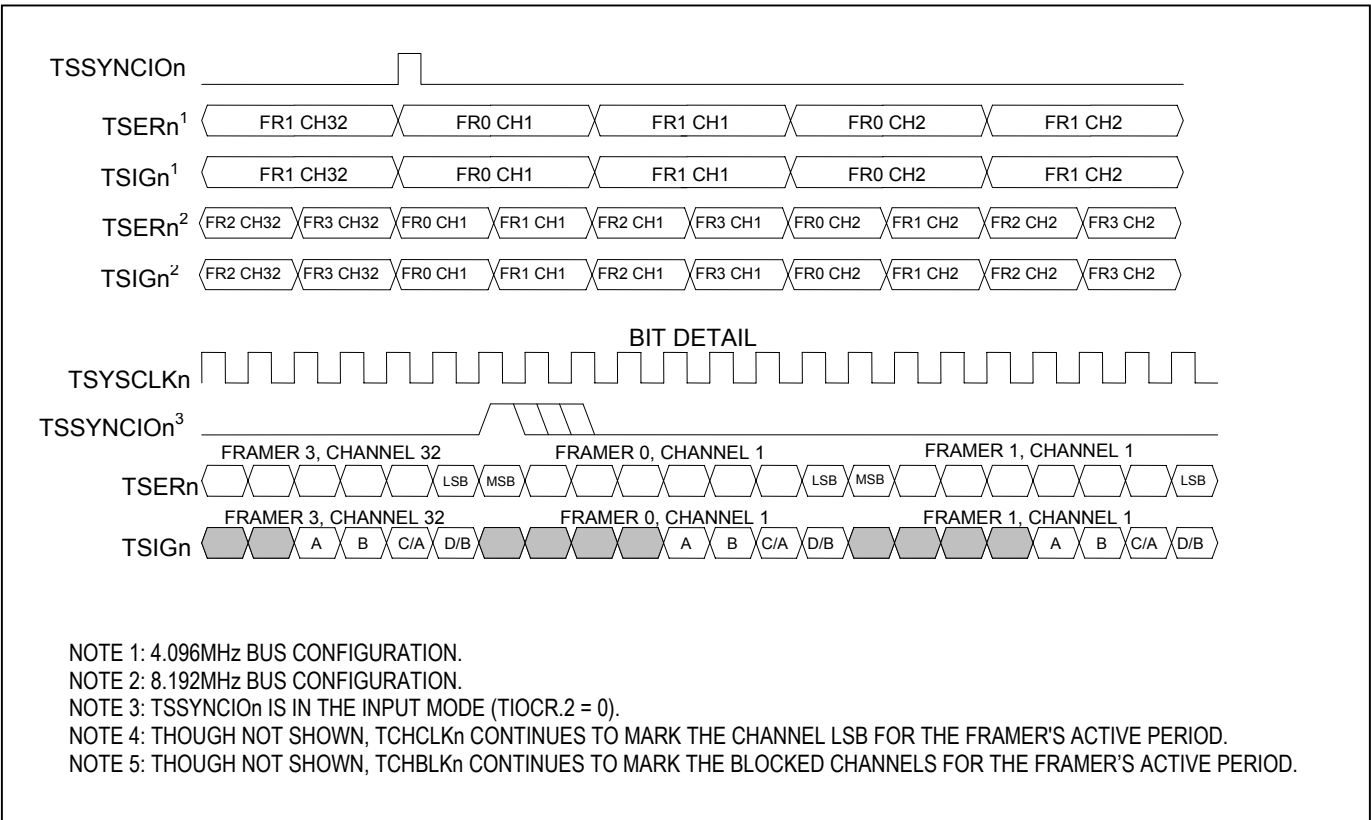 TSSYNCIOn
TSERn¹ FR1 CH32 FR0 CH1 FR1 CH1 FR0 CH2 FR1 CH2
TSIGn¹ FR1 CH32 FR0 CH1 FR1 CH1 FR0 CH2 FR1 CH2
TSERn² FR2 CH32 FR3 CH32 FR0 CH1 FR1 CH1 FR2 CH1 FR3 CH1 FR0 CH2 FR1 CH2 FR2 CH2 FR3 CH2
TSIGn² FR2 CH32 FR3 CH32 FR0 CH1 FR1 CH1 FR2 CH1 FR3 CH1 FR0 CH2 FR1 CH2 FR2 CH2 FR3 CH2
BIT DETAIL
TSYSCLKn
TSSYNCIOn³
FRAMER 3, CHANNEL 32 FRAMER 0, CHANNEL 1 FRAMER 1, CHANNEL 1
TSERn LSB MSB LSB MSB LSB
FRAMER 3, CHANNEL 32 FRAMER 0, CHANNEL 1 FRAMER 1, CHANNEL 1
TSIGn A B C/A D/B A B C/A D/B A B C/A D/B
NOTE 1: 4.096MHz BUS CONFIGURATION.
NOTE 2: 8.192MHz BUS CONFIGURATION.
NOTE 3: TSSYNCIOn IS IN THE INPUT MODE (TIOCR.2 = 0).
NOTE 4: THOUGH NOT SHOWN, TCHCLKn CONTINUES TO MARK THE CHANNEL LSB FOR THE FRAMER'S ACTIVE PERIOD.
NOTE 5: THOUGH NOT SHOWN, TCHBLKn CONTINUES TO MARK THE BLOCKED CHANNELS FOR THE FRAMER’S ACTIVE PERIOD.